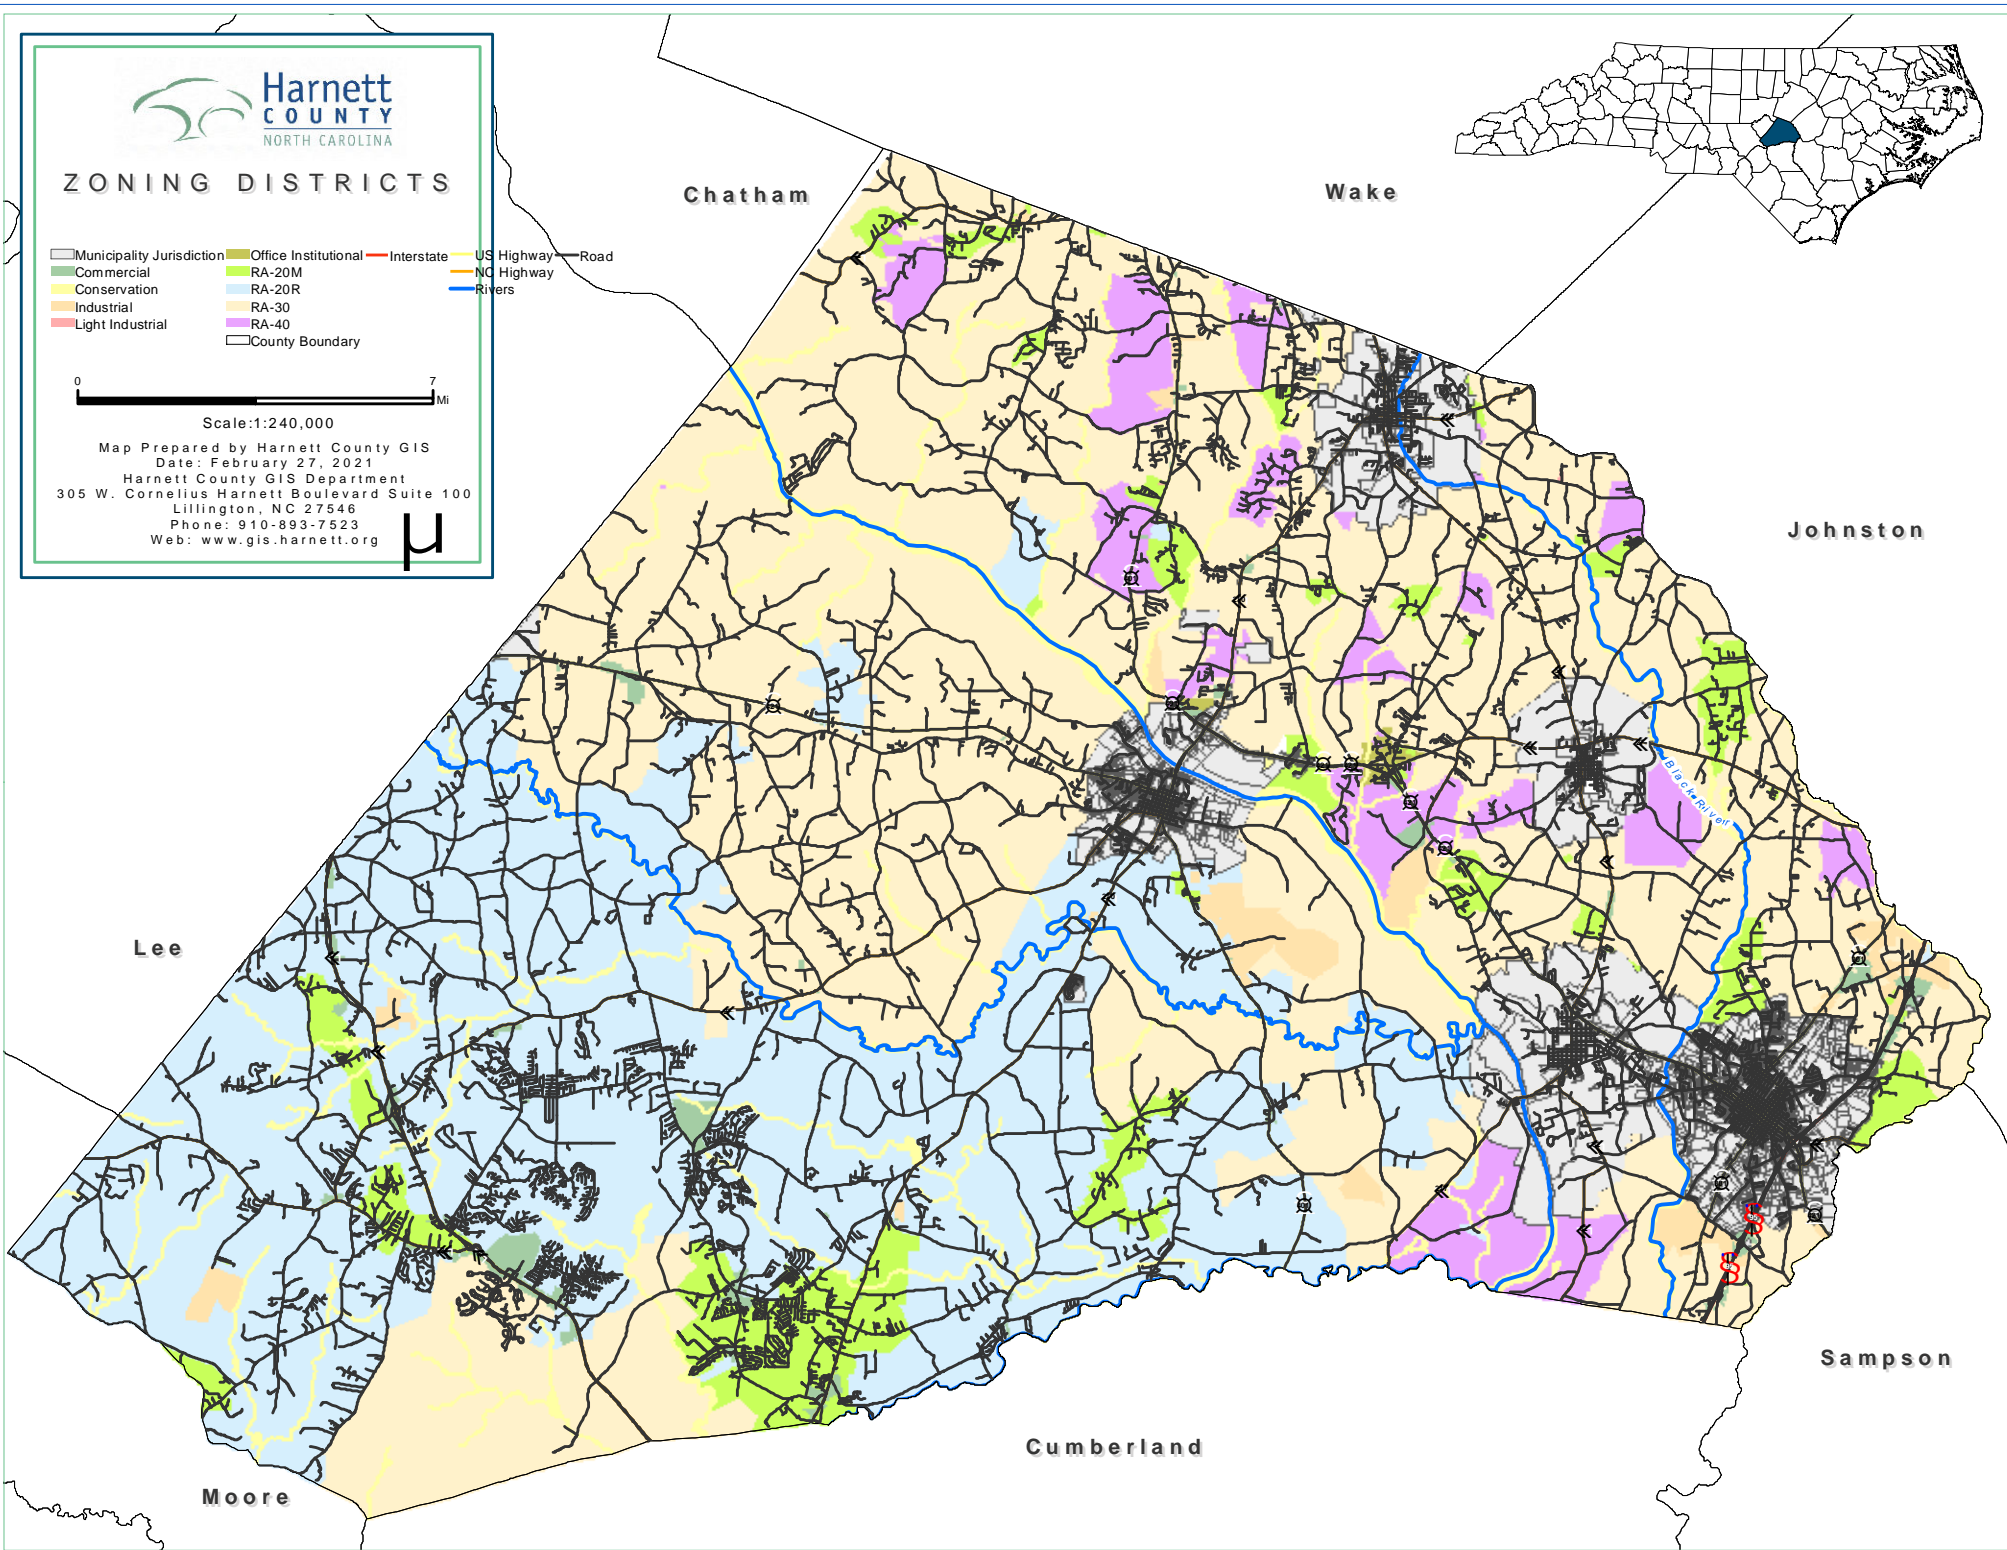 Harnett
COUNTY
NORTH CAROLINA
ZONING DISTRICTS
Municipality Jurisdiction
Commercial
Conservation
Industrial
Light Industrial
Office Institutional
RA-20M
RA-20R
RA-30
RA-40
County Boundary
Interstate
US Highway
NC Highway
Rivers
Road
0 7
Mi
Scale:1:240,000
Map Prepared by Harnett County GIS
Date: February 27, 2021
Harnett County GIS Department
305 W. Cornelius Harnett Boulevard Suite 100
Lillington, NC 27546
Phone: 910-893-7523
Web: www.gis.harnett.org
µ
Chatham
Wake
Johnston
Black River
Lee
Sampson
Cumberland
Moore